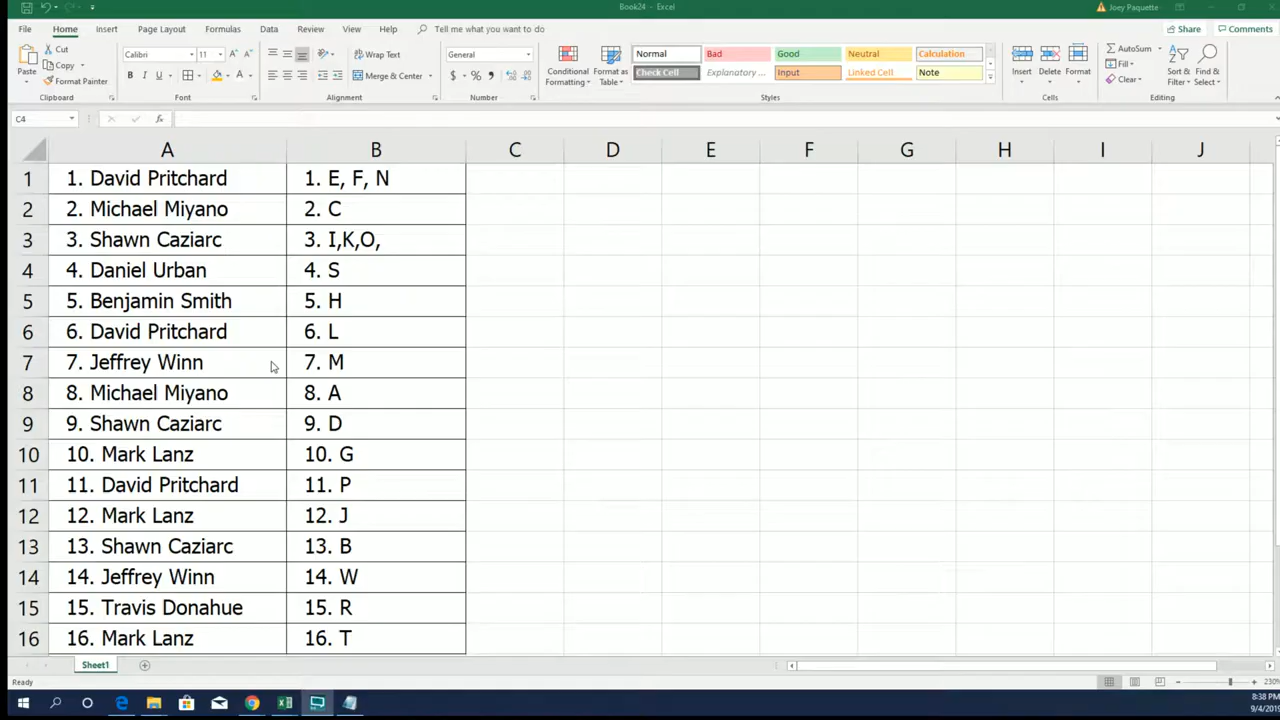 Book24 - Excel
Joey Paquette
File Home Insert Page Layout Formulas Data Review View Help Tell me what you want to do
Share Comments
Cut
Copy
Format Painter
Paste
Calibri 11
B I U
Wrap Text
Merge & Center
General
$ % ,
Conditional Formatting
Format as Table
Normal Bad Good Neutral Calculation
Check Cell Explanatory ... Input Linked Cell Note
Insert Delete Format
AutoSum
Fill
Clear
Sort & Filter
Find & Select
Clipboard Font Alignment Number Styles Cells Editing
C4 fx
A B C D E F G H I J
1 1. David Pritchard 1. E, F, N
2 2. Michael Miyano 2. C
3 3. Shawn Caziarc 3. I,K,O,
4 4. Daniel Urban 4. S
5 5. Benjamin Smith 5. H
6 6. David Pritchard 6. L
7 7. Jeffrey Winn 7. M
8 8. Michael Miyano 8. A
9 9. Shawn Caziarc 9. D
10 10. Mark Lanz 10. G
11 11. David Pritchard 11. P
12 12. Mark Lanz 12. J
13 13. Shawn Caziarc 13. B
14 14. Jeffrey Winn 14. W
15 15. Travis Donahue 15. R
16 16. Mark Lanz 16. T
Sheet1
Ready
230%
8:38 PM